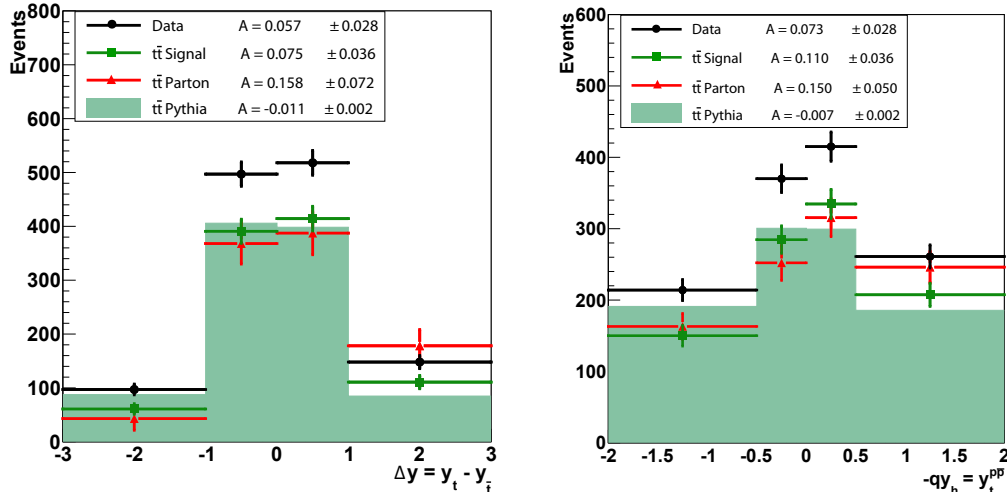 Events
800
700
600
500
400
300
200
100
0
Data A = 0.057 ± 0.028
tt̄ Signal A = 0.075 ± 0.036
tt̄ Parton A = 0.158 ± 0.072
tt̄ Pythia A = -0.011 ± 0.002
-3 -2 -1 0 1 2 3
Δy = y_t - y_t̄
Events
600
500
400
300
200
100
0
Data A = 0.073 ± 0.028
tt̄ Signal A = 0.110 ± 0.036
tt̄ Parton A = 0.150 ± 0.050
tt̄ Pythia A = -0.007 ± 0.002
-2 -1.5 -1 -0.5 0 0.5 1 1.5 2
-qy_h = y_t^pp̄